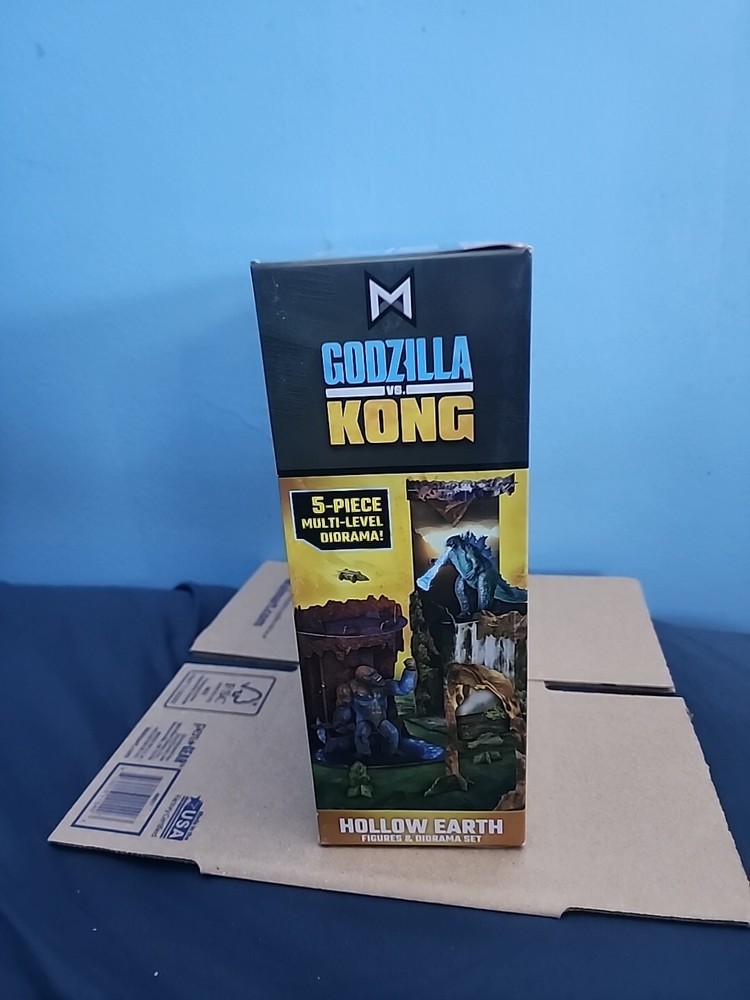 M
GODZILLA
VS.
KONG
5-PIECE
MULTI-LEVEL
DIORAMA!
HOLLOW EARTH
FIGURES & DIORAMA SET
USA